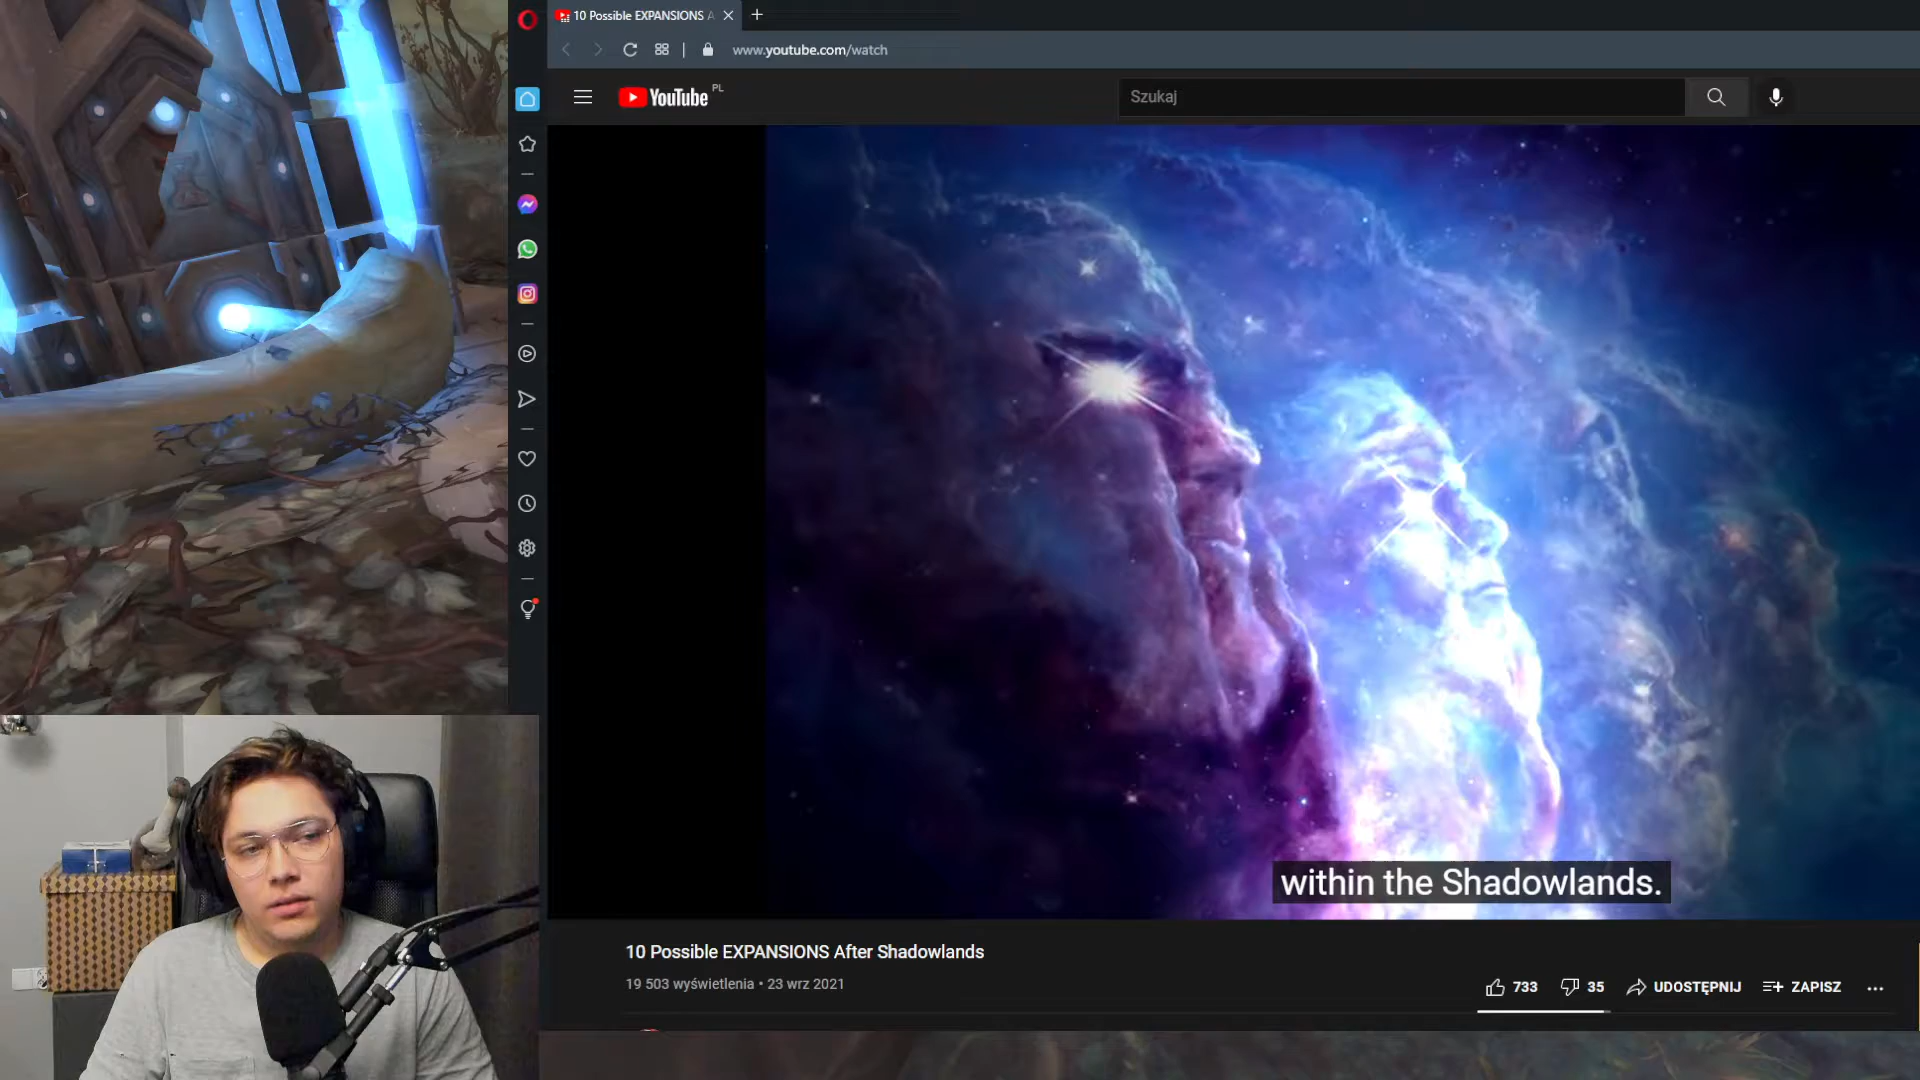 10 Possible EXPANSIONS A
www.youtube.com/watch
YouTube PL
Szukaj
within the Shadowlands.
10 Possible EXPANSIONS After Shadowlands
19 503 wyświetlenia • 23 wrz 2021
733
35
UDOSTĘPNIJ
ZAPISZ